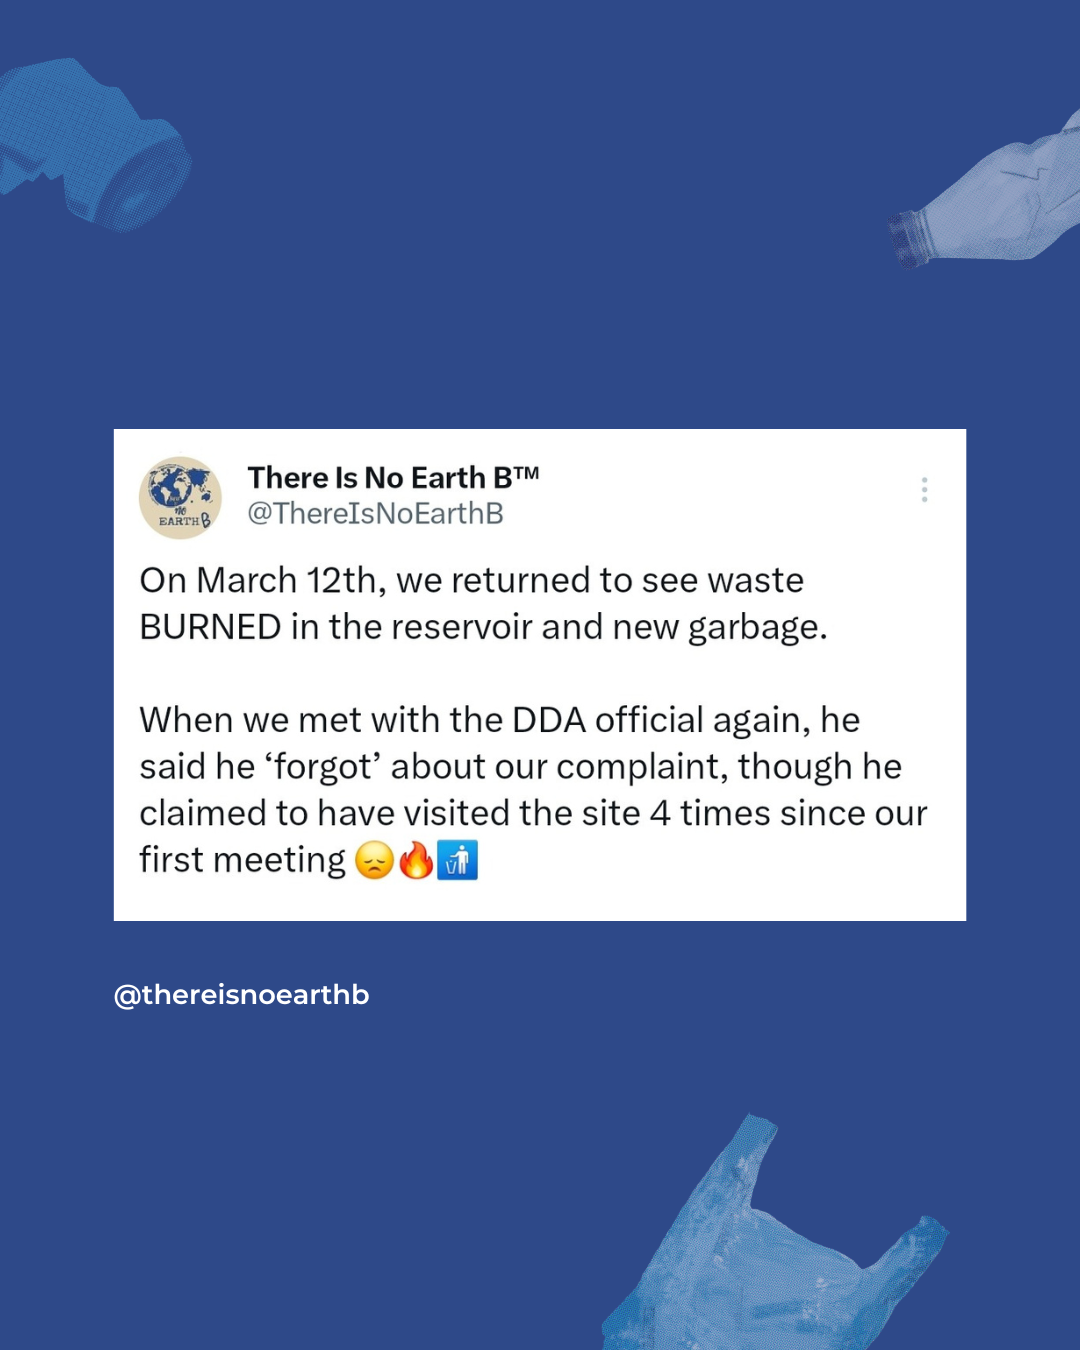 There Is No Earth B™
@ThereIsNoEarthB
no
EARTH B
On March 12th, we returned to see waste
BURNED in the reservoir and new garbage.
When we met with the DDA official again, he
said he ‘forgot’ about our complaint, though he
claimed to have visited the site 4 times since our
first meeting 😞🔥🚮
@thereisnoearthb